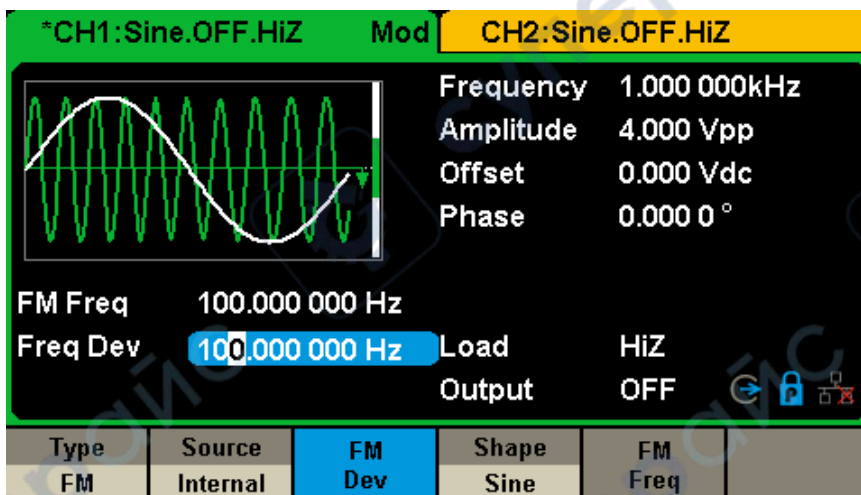 *CH1:Sine.OFF.HiZ Mod CH2:Sine.OFF.HiZ
Frequency 1.000 000kHz
Amplitude 4.000 Vpp
Offset 0.000 Vdc
Phase 0.000 0°
FM Freq 100.000 000 Hz
Freq Dev 100.000 000 Hz Load HiZ
Output OFF
Type Source FM Shape FM
FM Internal Dev Sine Freq